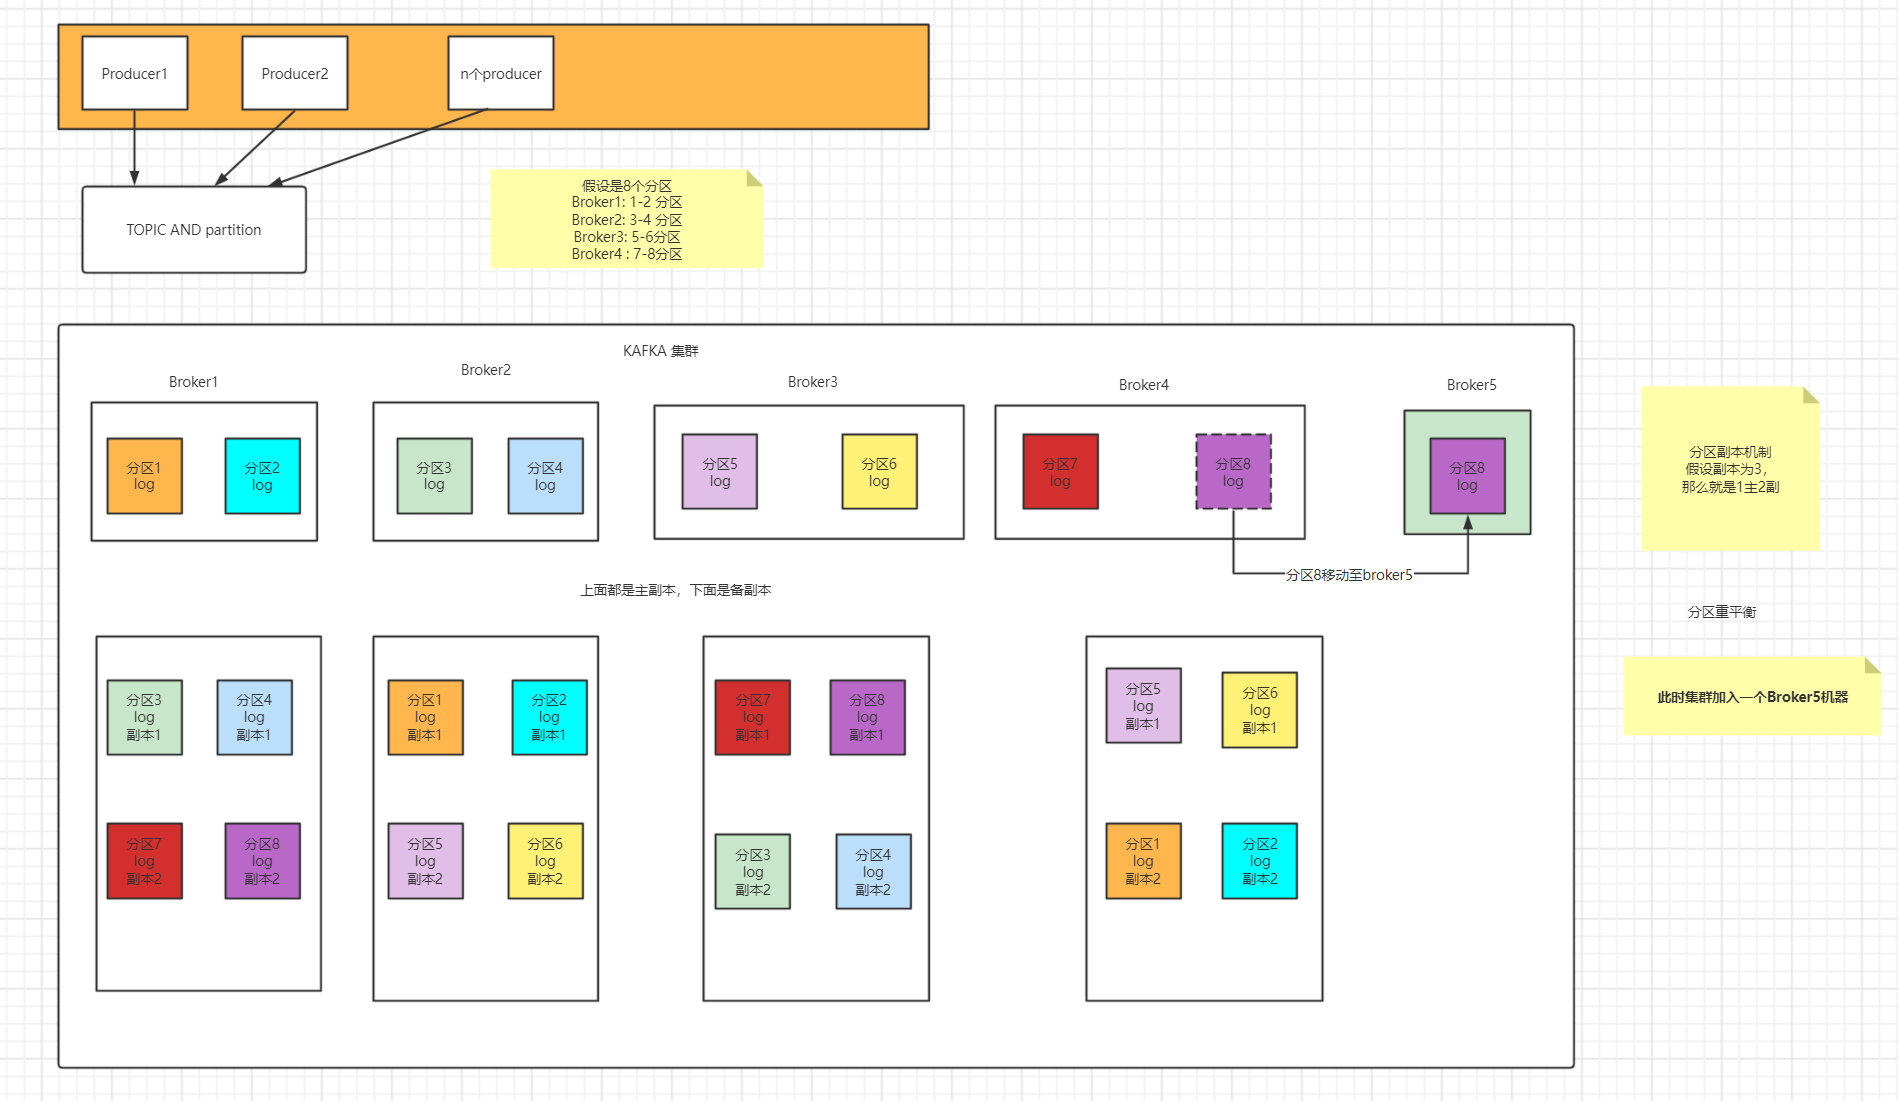 Producer1
Producer2
n个producer
TOPIC AND partition
假设是8个分区
Broker1: 1-2 分区
Broker2: 3-4 分区
Broker3: 5-6分区
Broker4 : 7-8分区
KAFKA 集群
Broker1
Broker2
Broker3
Broker4
Broker5
分区1
log
分区2
log
分区3
log
分区4
log
分区5
log
分区6
log
分区7
log
分区8
log
分区8
log
分区8移动至broker5
分区副本机制
假设副本为3,
那么就是1主2副
上面都是主副本，下面是备副本
分区重平衡
此时集群加入一个Broker5机器
分区3
log
副本1
分区4
log
副本1
分区7
log
副本2
分区8
log
副本2
分区1
log
副本1
分区2
log
副本1
分区5
log
副本2
分区6
log
副本2
分区7
log
副本1
分区8
log
副本1
分区3
log
副本2
分区4
log
副本2
分区5
log
副本1
分区6
log
副本1
分区1
log
副本2
分区2
log
副本2